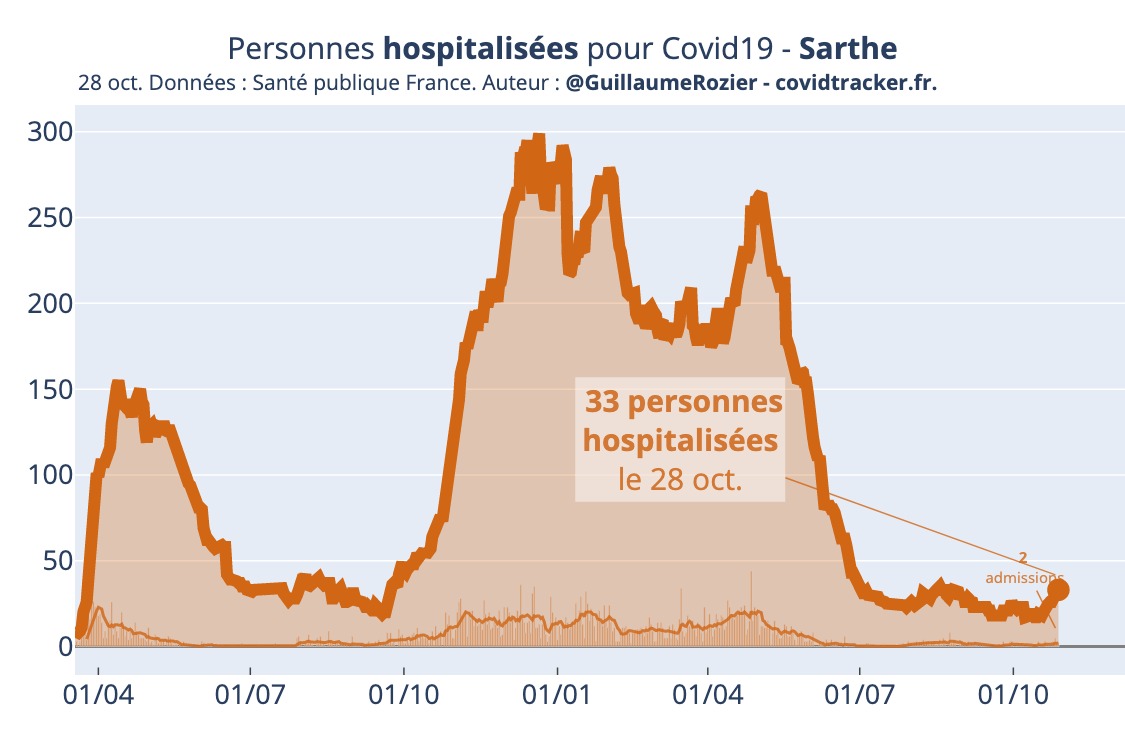 Personnes hospitalisées pour Covid19 - Sarthe
28 oct. Données : Santé publique France. Auteur : @GuillaumeRozier - covidtracker.fr.
300
250
200
150
100
50
0
33 personnes
hospitalisées
le 28 oct.
2
admissions
01/04
01/07
01/10
01/01
01/04
01/07
01/10